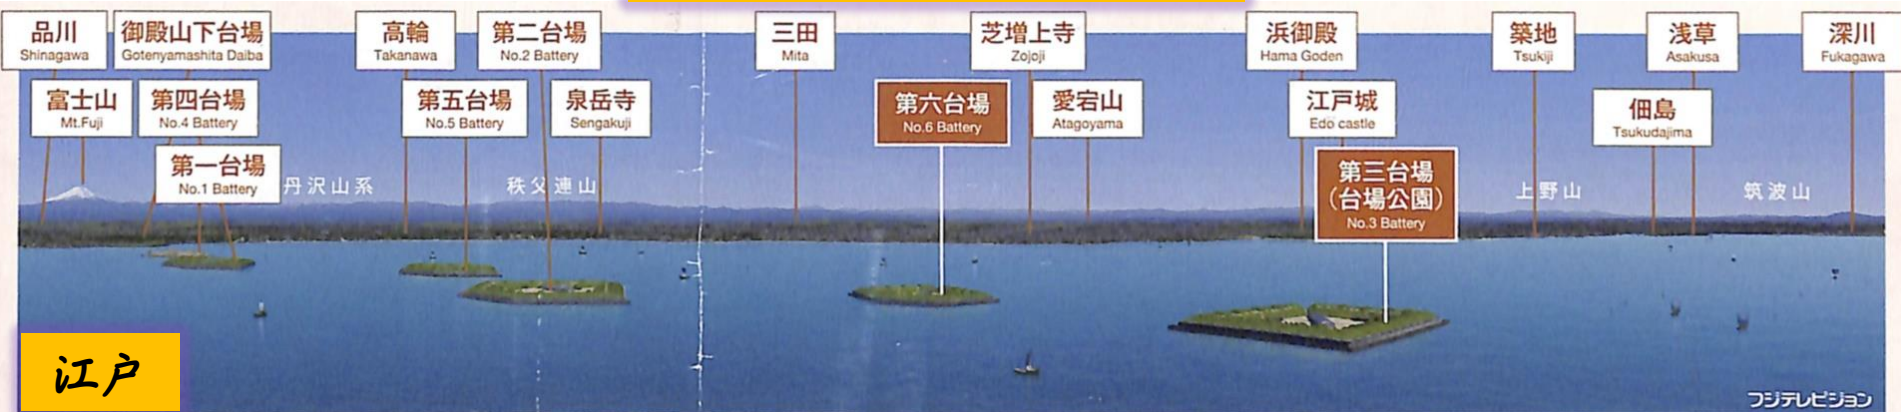 品川
Shinagawa
御殿山下台場
Gotenyamashita Daiba
高輪
Takanawa
第二台場
No.2 Battery
三田
Mita
芝増上寺
Zojoji
浜御殿
Hama Goden
築地
Tsukiji
浅草
Asakusa
深川
Fukagawa
富士山
Mt.Fuji
第四台場
No.4 Battery
第五台場
No.5 Battery
泉岳寺
Sengakuji
第六台場
No.6 Battery
愛宕山
Atagoyama
江戸城
Edo castle
佃島
Tsukudajima
第一台場
No.1 Battery
第三台場
(台場公園)
No.3 Battery
丹沢山系
秩父連山
上野山
筑波山
江戸
フジテレビジョン